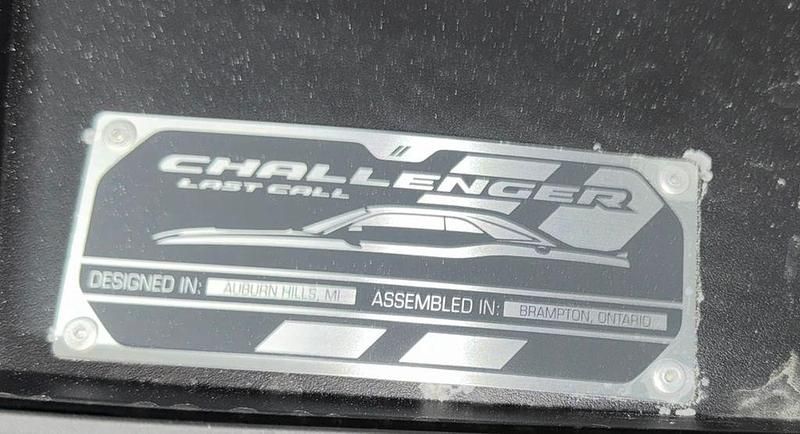 CHALLENGER
LAST CALL
DESIGNED IN: AUBURN HILLS, MI ASSEMBLED IN: BRAMPTON, ONTARIO